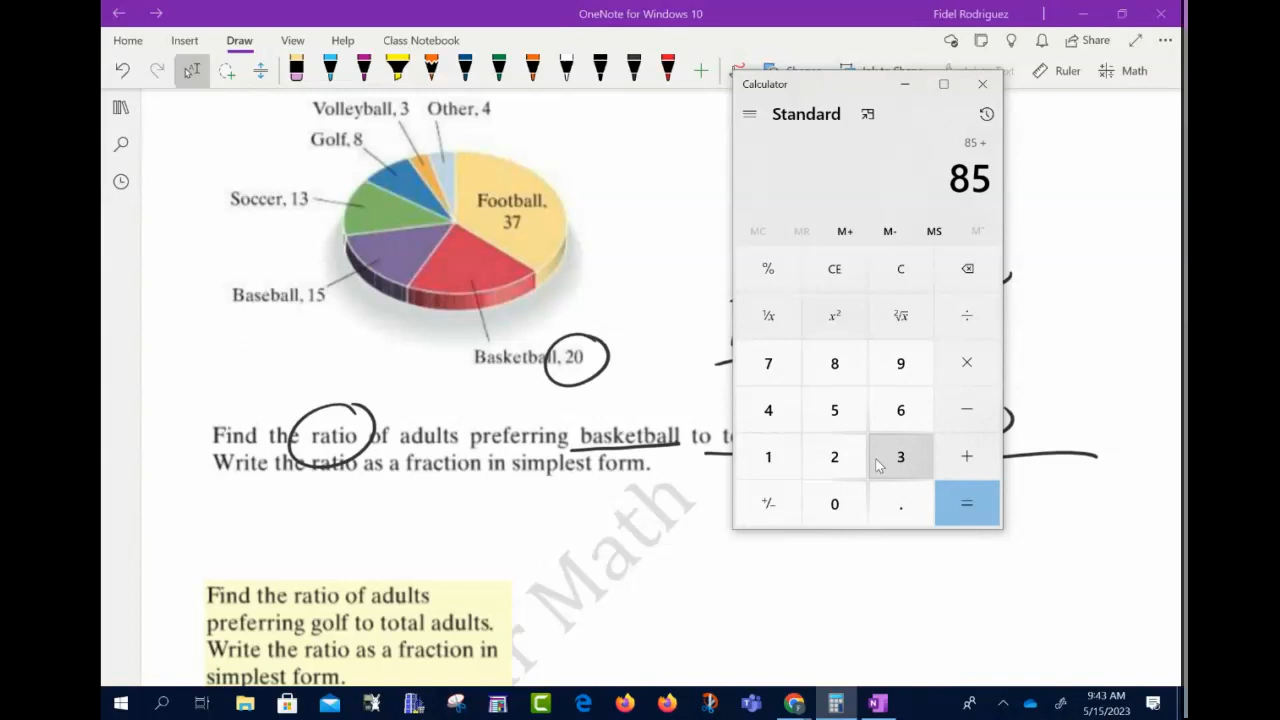 OneNote for Windows 10
Fidel Rodriguez
Home Insert Draw View Help Class Notebook
Share
Ruler
Math
Volleyball, 3 Other, 4
Golf, 8
Soccer, 13
Football,
37
Baseball, 15
Basketball, 20
Find the ratio of adults preferring basketball to
Write the ratio as a fraction in simplest form.
Find the ratio of adults
preferring golf to total adults.
Write the ratio as a fraction in
simplest form.
Math
Calculator
Standard
85 +
85
MC MR M+ M- MS M˅
% CE C
1/x x² ²√x ÷
7 8 9 ×
4 5 6 −
1 2 3 +
+/− 0 . =
9:43 AM
5/15/2023